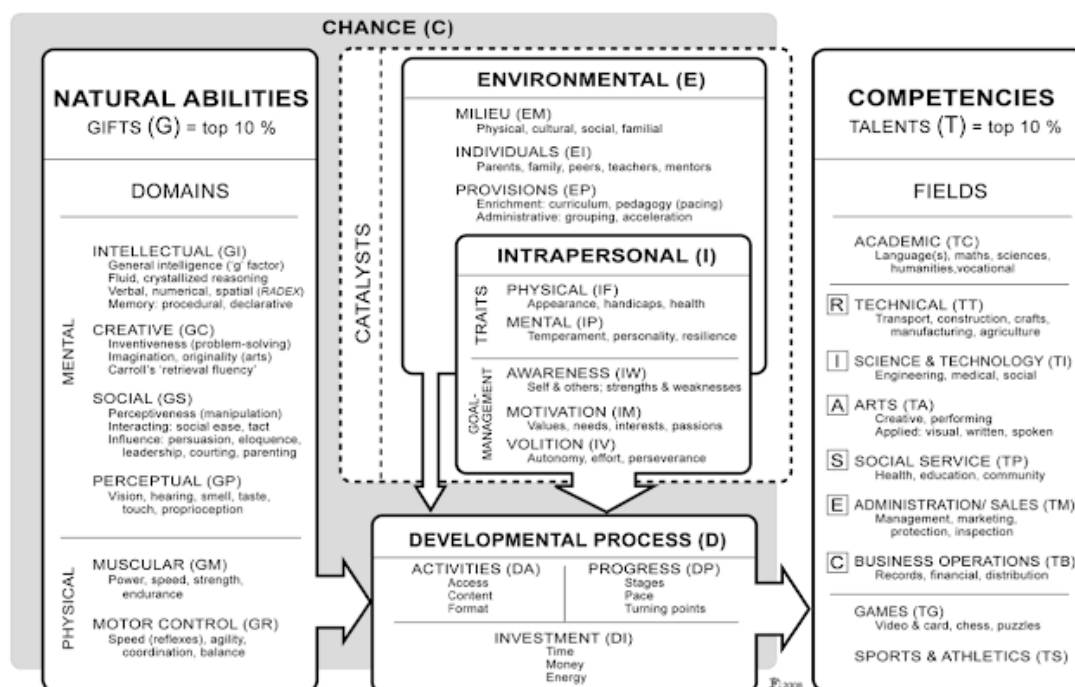 CHANCE (C)
NATURAL ABILITIES
GIFTS (G) = top 10 %
DOMAINS
MENTAL
INTELLECTUAL (GI)
General intelligence ('g' factor)
Fluid, crystallized reasoning
Verbal, numerical, spatial (RADEX)
Memory: procedural, declarative
CREATIVE (GC)
Inventiveness (problem-solving)
Imagination, originality (arts)
Carroll's 'retrieval fluency'
SOCIAL (GS)
Perceptiveness (manipulation)
Interacting: social ease, tact
Influence: persuasion, eloquence,
leadership, courting, parenting
PERCEPTUAL (GP)
Vision, hearing, smell, taste,
touch, proprioception
PHYSICAL
MUSCULAR (GM)
Power, speed, strength,
endurance
MOTOR CONTROL (GR)
Speed (reflexes), agility,
coordination, balance
CATALYSTS
ENVIRONMENTAL (E)
MILIEU (EM)
Physical, cultural, social, familial
INDIVIDUALS (EI)
Parents, family, peers, teachers, mentors
PROVISIONS (EP)
Enrichment: curriculum, pedagogy (pacing)
Administrative: grouping, acceleration
INTRAPERSONAL (I)
TRAITS
PHYSICAL (IF)
Appearance, handicaps, health
MENTAL (IP)
Temperament, personality, resilience
GOAL-
MANAGEMENT
AWARENESS (IW)
Self & others; strengths & weaknesses
MOTIVATION (IM)
Values, needs, interests, passions
VOLITION (IV)
Autonomy, effort, perseverance
DEVELOPMENTAL PROCESS (D)
ACTIVITIES (DA)
Access
Content
Format
PROGRESS (DP)
Stages
Pace
Turning points
INVESTMENT (DI)
Time
Money
Energy
COMPETENCIES
TALENTS (T) = top 10 %
FIELDS
ACADEMIC (TC)
Language(s), maths, sciences,
humanities,vocational
R TECHNICAL (TT)
Transport, construction, crafts,
manufacturing, agriculture
I SCIENCE & TECHNOLOGY (TI)
Engineering, medical, social
A ARTS (TA)
Creative, performing
Applied: visual, written, spoken
S SOCIAL SERVICE (TP)
Health, education, community
E ADMINISTRATION/ SALES (TM)
Management, marketing,
protection, inspection
C BUSINESS OPERATIONS (TB)
Records, financial, distribution
GAMES (TG)
Video & card, chess, puzzles
SPORTS & ATHLETICS (TS)